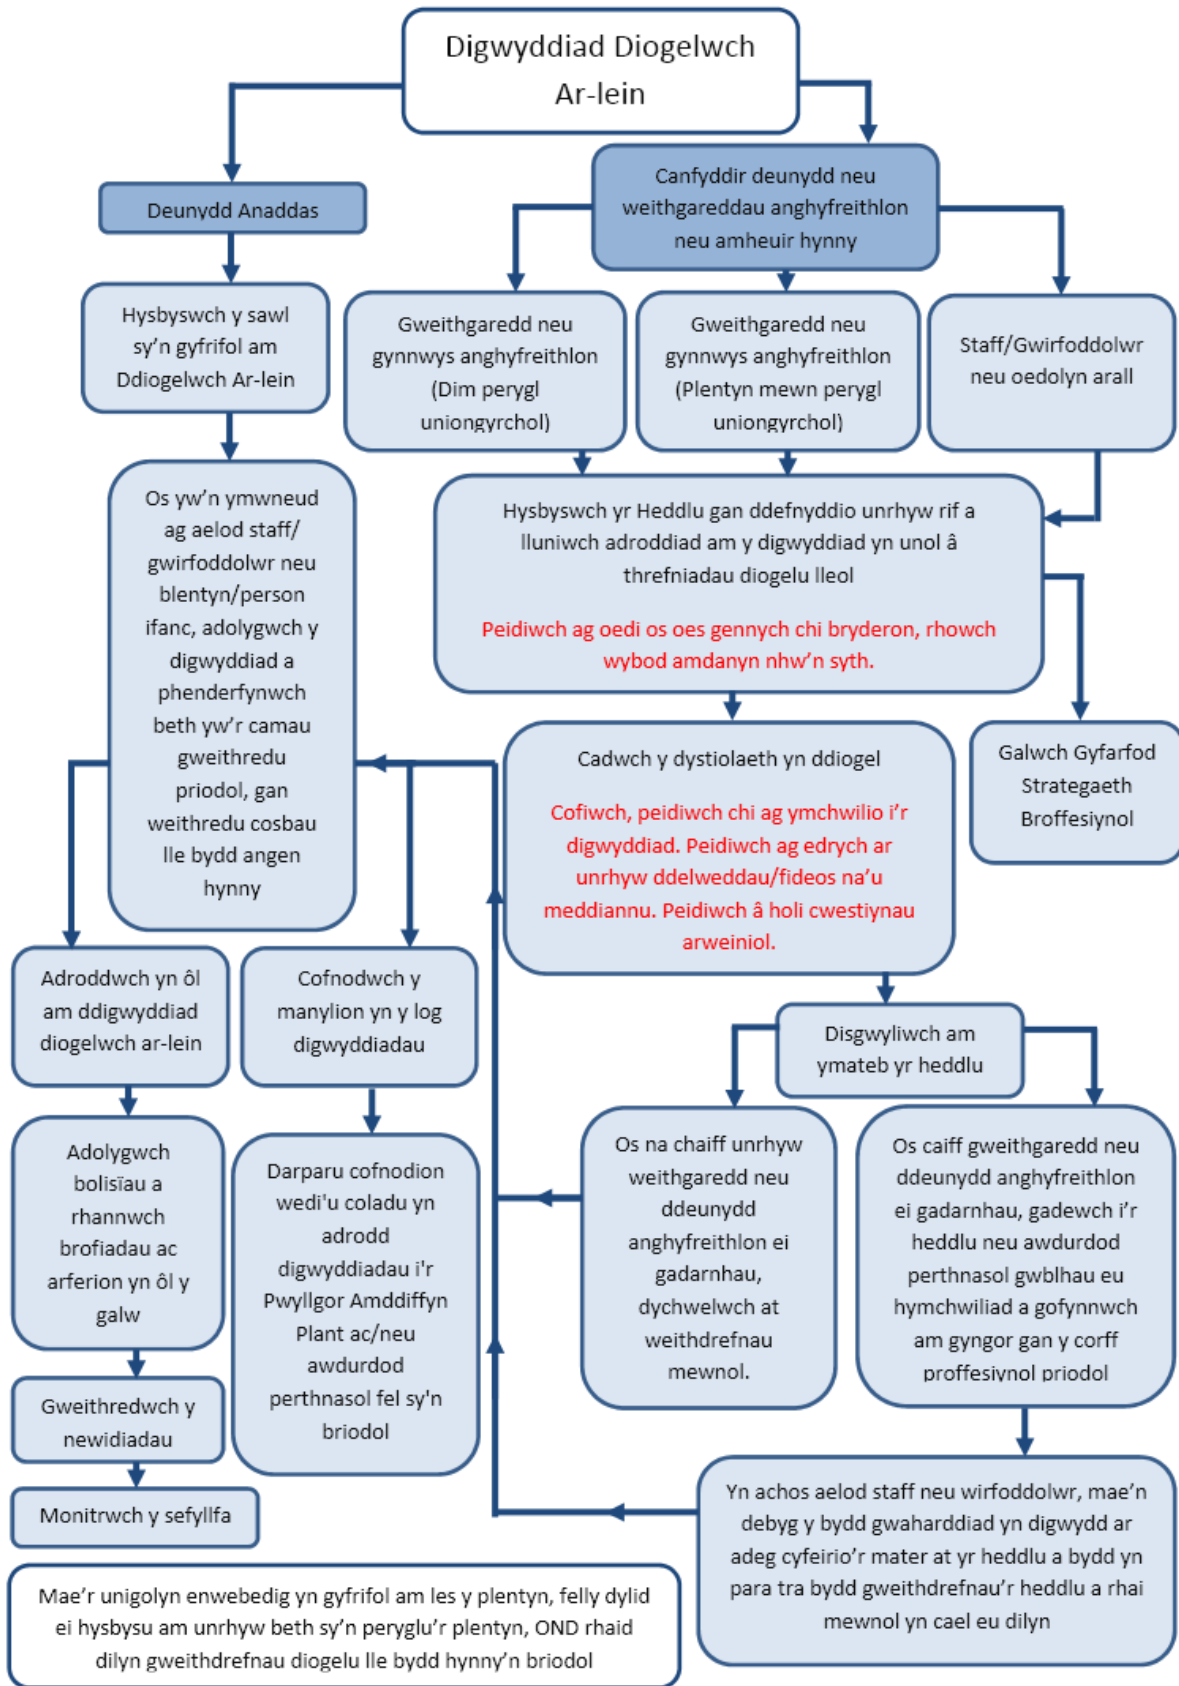 Digwyddiad Diogelwch
Ar-lein
Deunydd Anaddas
Canfyddir deunydd neu
weithgareddau anghyfreithlon
neu amheuir hynny
Hysbyswch y sawl
sy'n gyfrifol am
Ddiogelwch Ar-lein
Gweithgaredd neu
gynnwys anghyfreithlon
(Dim perygl
uniongyrchol)
Gweithgaredd neu
gynnwys anghyfreithlon
(Plentyn mewn perygl
uniongyrchol)
Staff/Gwirfoddolwr
neu oedolyn arall
Os yw'n ymwneud
ag aelod staff/
gwirfoddolwr neu
blentyn/person
ifanc, adolygwch y
digwyddiad a
phenderfynwch
beth yw'r camau
gweithredu
priodol, gan
weithredu cosbau
lle bydd angen
hynny
Hysbyswch yr Heddlu gan ddefnyddio unrhyw rif a
lluniwch adroddiad am y digwyddiad yn unol â
threfniadau diogelu lleol
Peidiwch ag oedi os oes gennych chi bryderon, rhowch
wybod amdanyn nhw'n syth.
Galwch Gyfarfod
Strategaeth
Broffesiynol
Cadwch y dystiolaeth yn ddiogel
Cofiwch, peidiwch chi ag ymchwilio i'r
digwyddiad. Peidiwch ag edrych ar
unrhyw ddelweddau/fideos na'u
meddiannu. Peidiwch â holi cwestiynau
arweiniol.
Adroddwch yn ôl
am ddigwyddiad
diogelwch ar-lein
Cofnodwch y
manylion yn y log
digwyddiadau
Disgwyliwch am
ymateb yr heddlu
Adolygwch
bolisïau a
rhannwch
brofiadau ac
arferion yn ôl y
galw
Darparu cofnodion
wedi'u coladu yn
adrodd
digwyddiadau i'r
Pwyllgor Amddiffyn
Plant ac/neu
awdurdod
perthnasol fel sy'n
briodol
Os na chaiff unrhyw
weithgaredd neu
ddeunydd
anghyfreithlon ei
gadarnhau,
dychwelwch at
weithdrefnau
mewnol.
Os caiff gweithgaredd neu
ddeunydd anghyfreithlon
ei gadarnhau, gadewch i'r
heddlu neu awdurdod
perthnasol gwblhau eu
hymchwiliad a gofynnwch
am gyngor gan y corff
proffesiynol priodol
Gweithredwch y
newidiadau
Monitrwch y sefyllfa
Yn achos aelod staff neu wirfoddolwr, mae'n
debyg y bydd gwaharddiad yn digwydd ar
adeg cyfeirio'r mater at yr heddlu a bydd yn
para tra bydd gweithdrefnau'r heddlu a rhai
mewnol yn cael eu dilyn
Mae'r unigolyn enwebedig yn gyfrifol am les y plentyn, felly dylid
ei hysbysu am unrhyw beth sy'n peryglu'r plentyn, OND rhaid
dilyn gweithdrefnau diogelu lle bydd hynny'n briodol